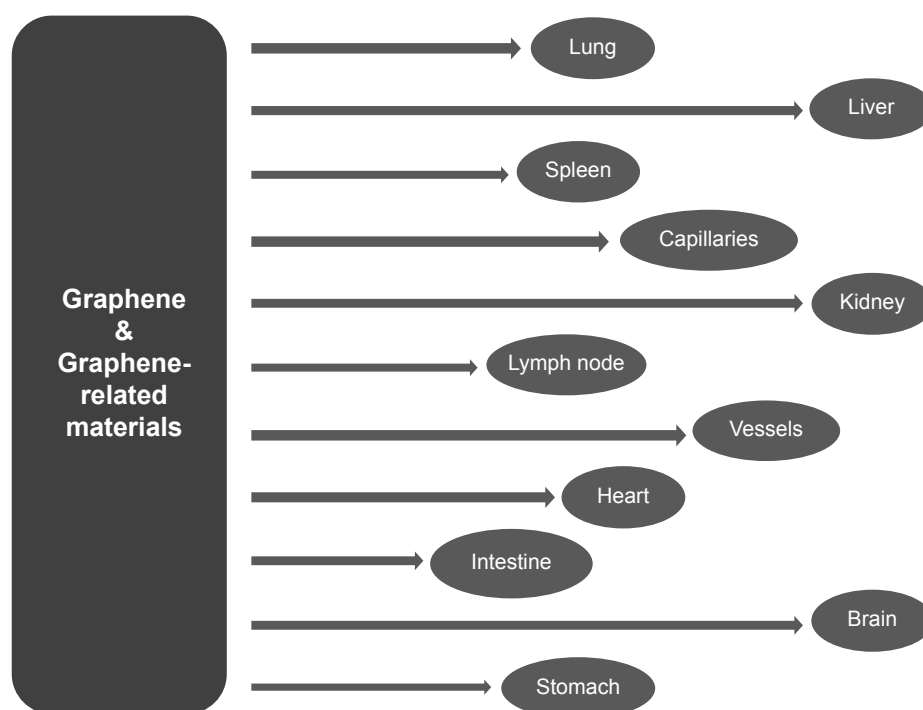 Graphene
&
Graphene-
related
materials
Lung
Liver
Spleen
Capillaries
Kidney
Lymph node
Vessels
Heart
Intestine
Brain
Stomach